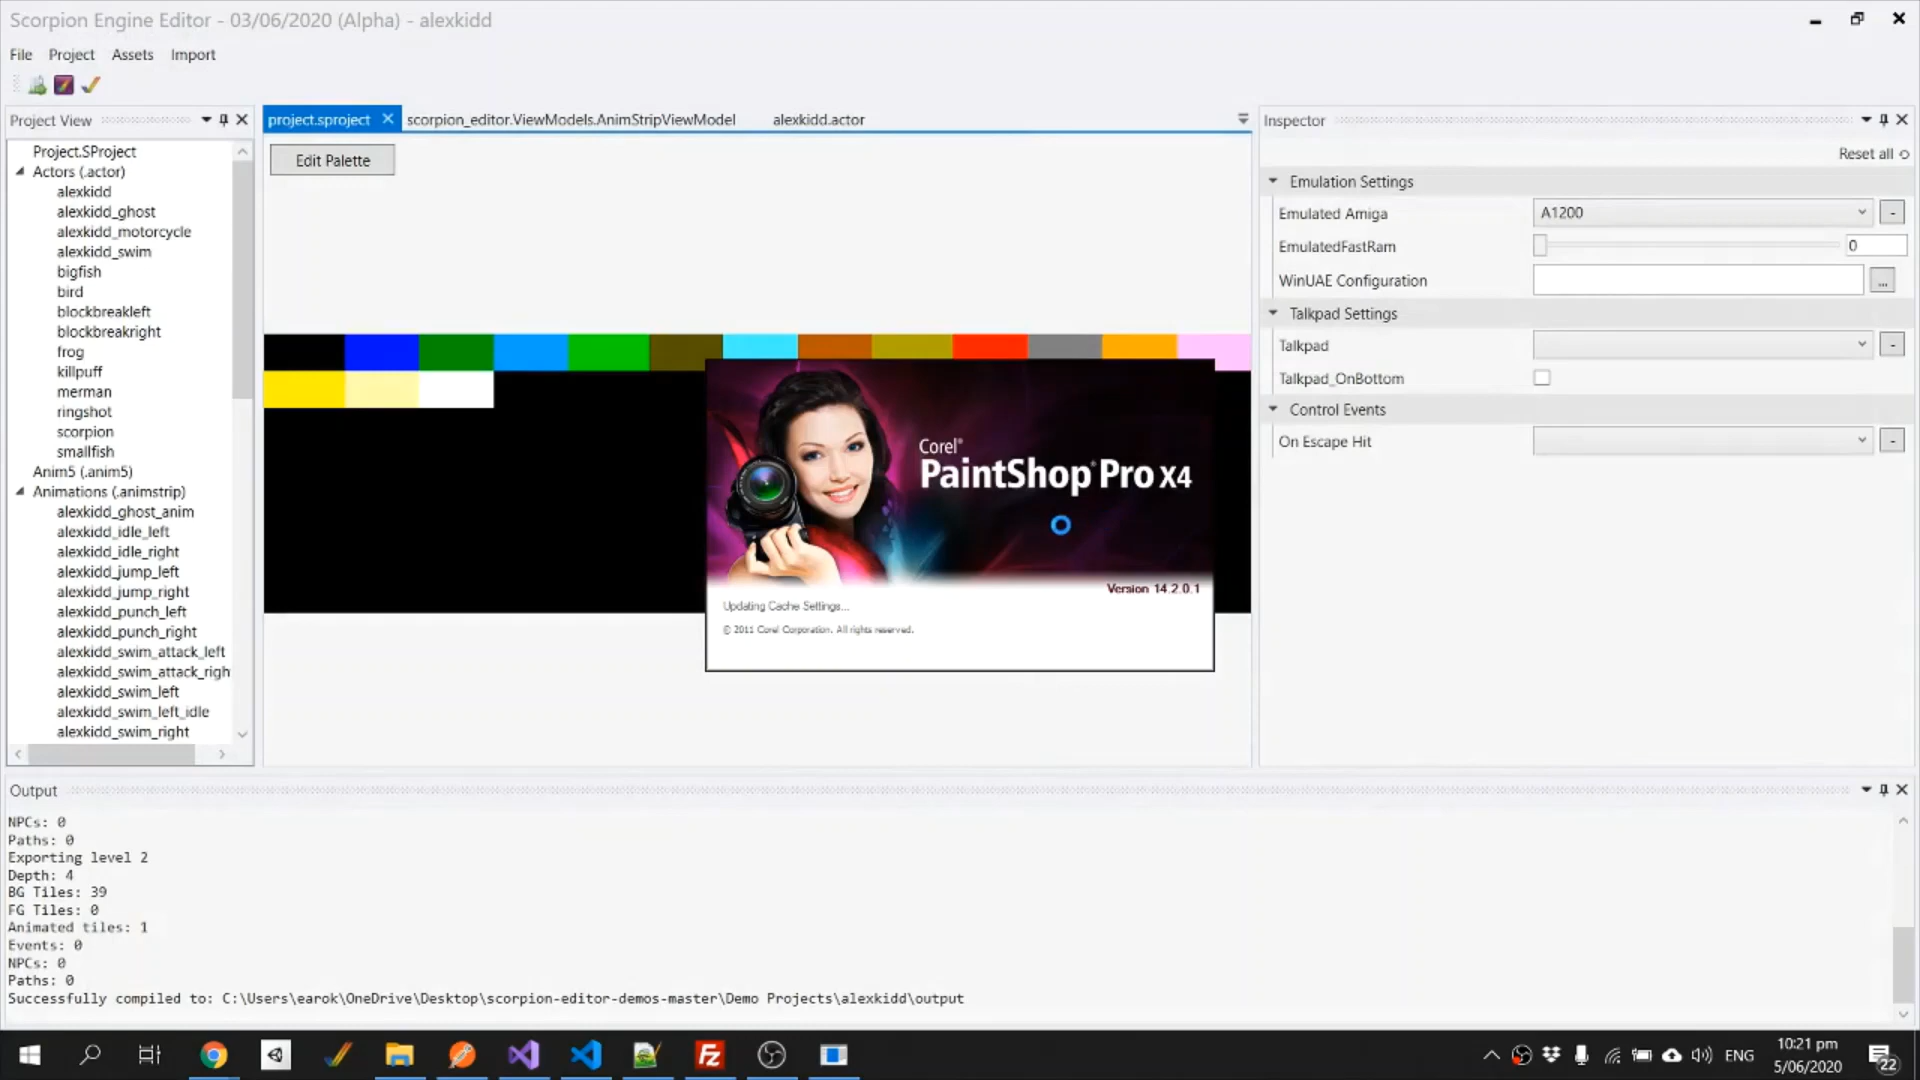 Scorpion Engine Editor - 03/06/2020 (Alpha) - alexkidd
File Project Assets Import
Project View
Project.SProject
Actors (.actor)
alexkidd
alexkidd_ghost
alexkidd_motorcycle
alexkidd_swim
bigfish
bird
blockbreakleft
blockbreakright
frog
killpuff
merman
ringshot
scorpion
smallfish
Anim5 (.anim5)
Animations (.animstrip)
alexkidd_ghost_anim
alexkidd_idle_left
alexkidd_idle_right
alexkidd_jump_left
alexkidd_jump_right
alexkidd_punch_left
alexkidd_punch_right
alexkidd_swim_attack_left
alexkidd_swim_attack_righ
alexkidd_swim_left
alexkidd_swim_left_idle
alexkidd_swim_right
project.sproject scorpion_editor.ViewModels.AnimStripViewModel alexkidd.actor
Edit Palette
Corel®
PaintShop® Pro X4
Version 14.2.0.1
Updating Cache Settings...
© 2011 Corel Corporation. All rights reserved.
Inspector
Reset all
Emulation Settings
Emulated Amiga A1200 -
EmulatedFastRam 0
WinUAE Configuration ...
Talkpad Settings
Talkpad -
Talkpad_OnBottom
Control Events
On Escape Hit -
Output
NPCs: 0
Paths: 0
Exporting level 2
Depth: 4
BG Tiles: 39
FG Tiles: 0
Animated tiles: 1
Events: 0
NPCs: 0
Paths: 0
Successfully compiled to: C:\Users\earok\OneDrive\Desktop\scorpion-editor-demos-master\Demo Projects\alexkidd\output
Fz
ENG
10:21 pm
5/06/2020
22